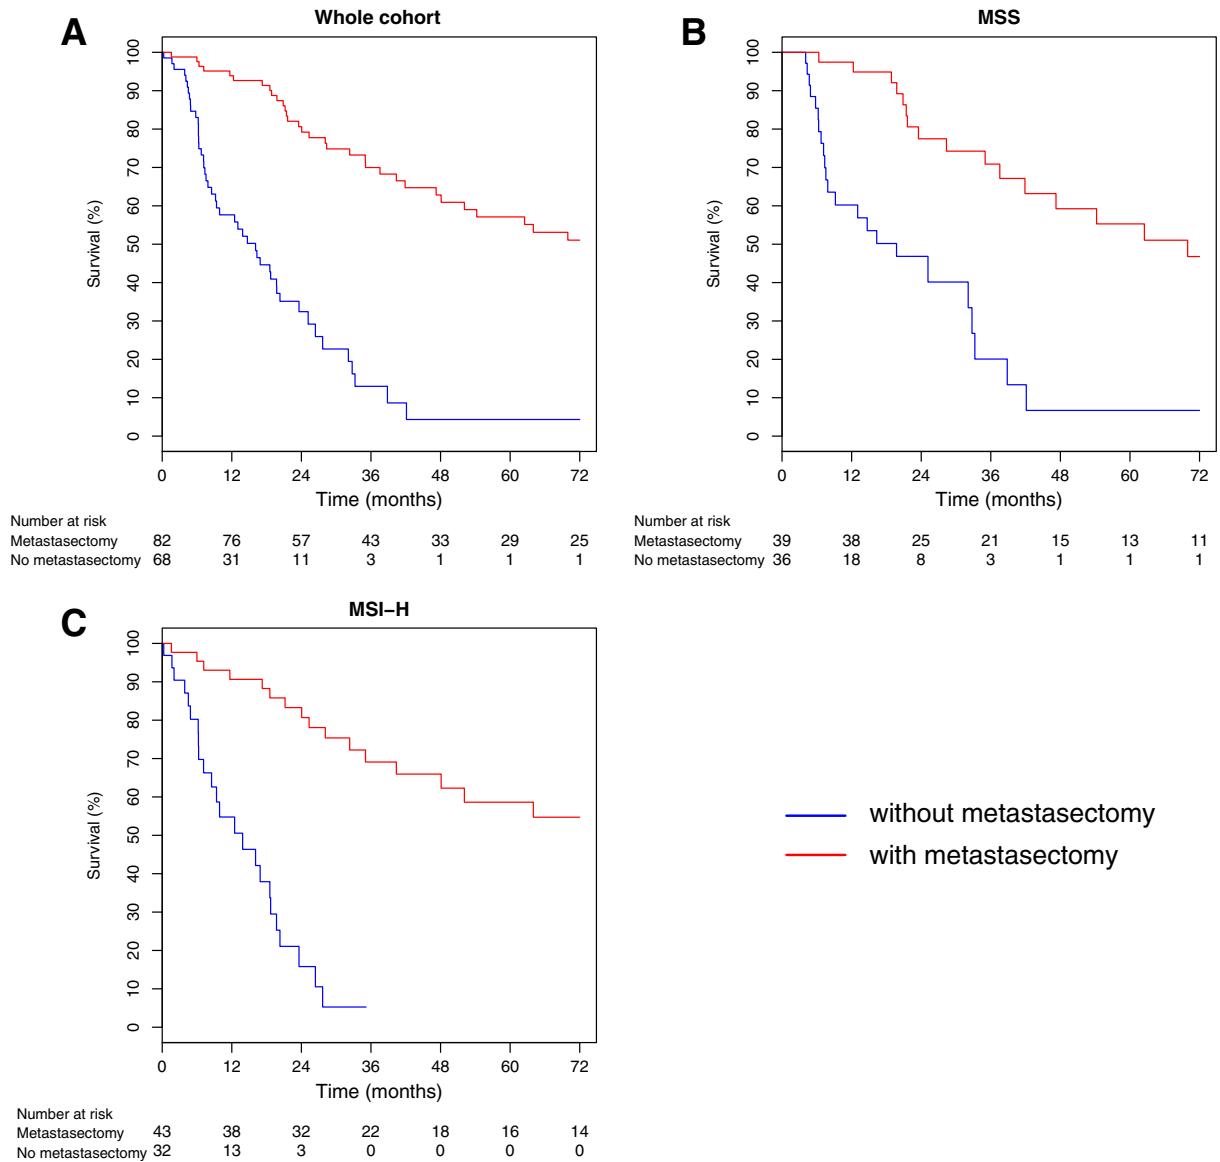 A
Whole cohort
Survival (%)
100
90
80
70
60
50
40
30
20
10
0
0 12 24 36 48 60 72
Time (months)
Number at risk
Metastasectomy 82 76 57 43 33 29 25
No metastasectomy 68 31 11 3 1 1 1
B
MSS
Survival (%)
100
90
80
70
60
50
40
30
20
10
0
0 12 24 36 48 60 72
Time (months)
Number at risk
Metastasectomy 39 38 25 21 15 13 11
No metastasectomy 36 18 8 3 1 1 1
C
MSI–H
Survival (%)
100
90
80
70
60
50
40
30
20
10
0
0 12 24 36 48 60 72
Time (months)
Number at risk
Metastasectomy 43 38 32 22 18 16 14
No metastasectomy 32 13 3 0 0 0 0
without metastasectomy
with metastasectomy